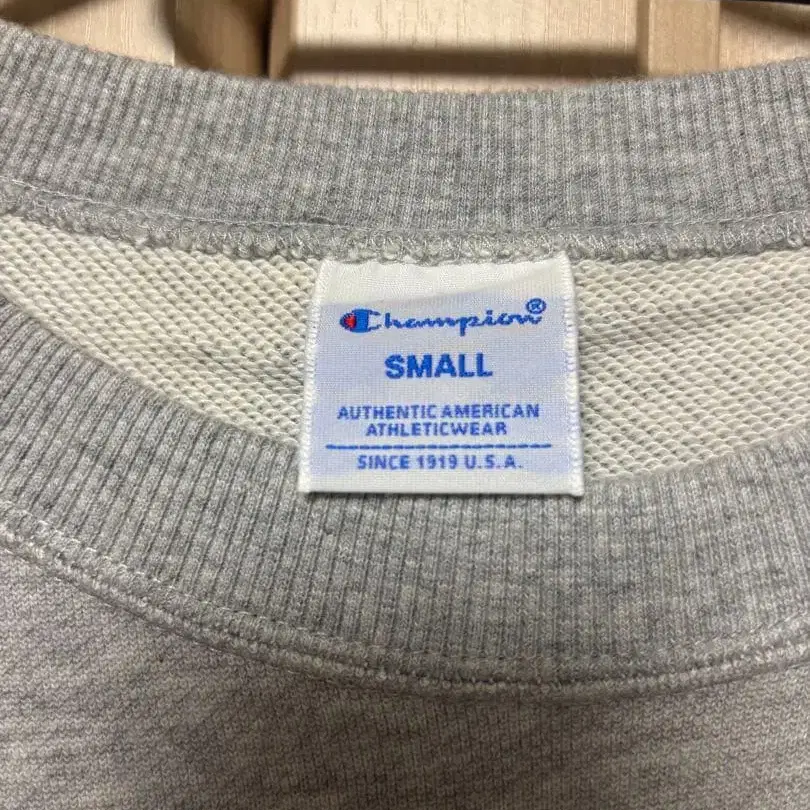 Champion®
SMALL
AUTHENTIC AMERICAN
ATHLETICWEAR
SINCE 1919 U.S.A.